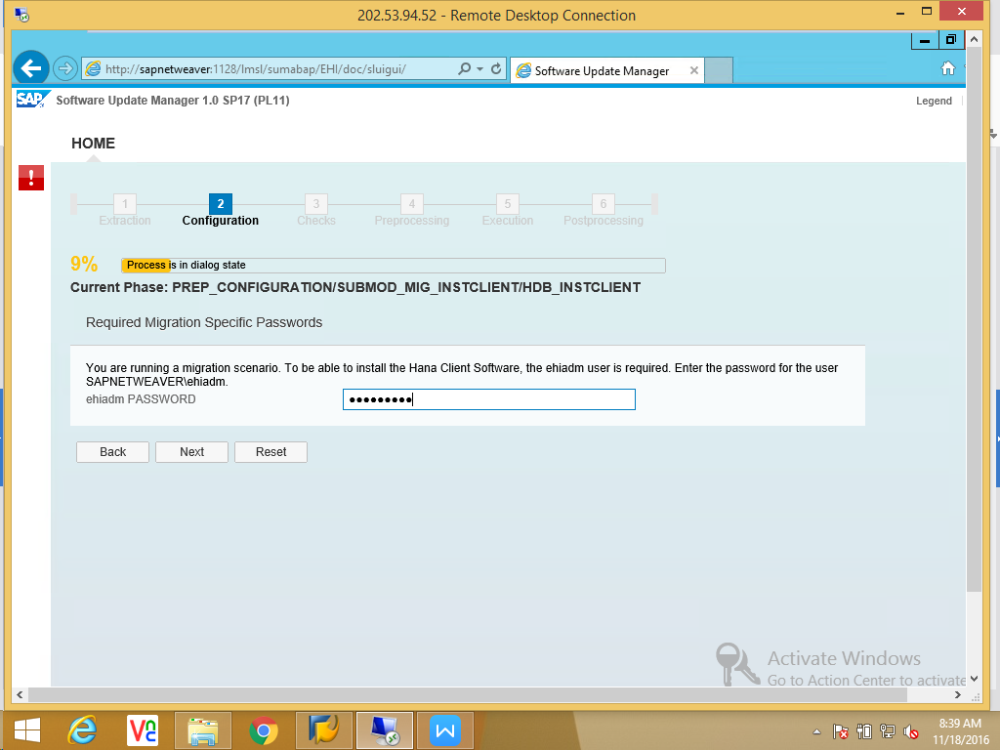 202.53.94.52 - Remote Desktop Connection
http://sapnetweaver:1128/lmsl/sumabap/EHI/doc/sluigui/
Software Update Manager
SAP Software Update Manager 1.0 SP17 (PL11)
Legend
HOME
!
1 2 3 4 5 6
Extraction Configuration Checks Preprocessing Execution Postprocessing
9% Process is in dialog state
Current Phase: PREP_CONFIGURATION/SUBMOD_MIG_INSTCLIENT/HDB_INSTCLIENT
Required Migration Specific Passwords
You are running a migration scenario. To be able to install the Hana Client Software, the ehiadm user is required. Enter the password for the user
SAPNETWEAVER\ehiadm.
ehiadm PASSWORD ●●●●●●●●●
Back Next Reset
Activate Windows
Go to Action Center to activate
8:39 AM
11/18/2016